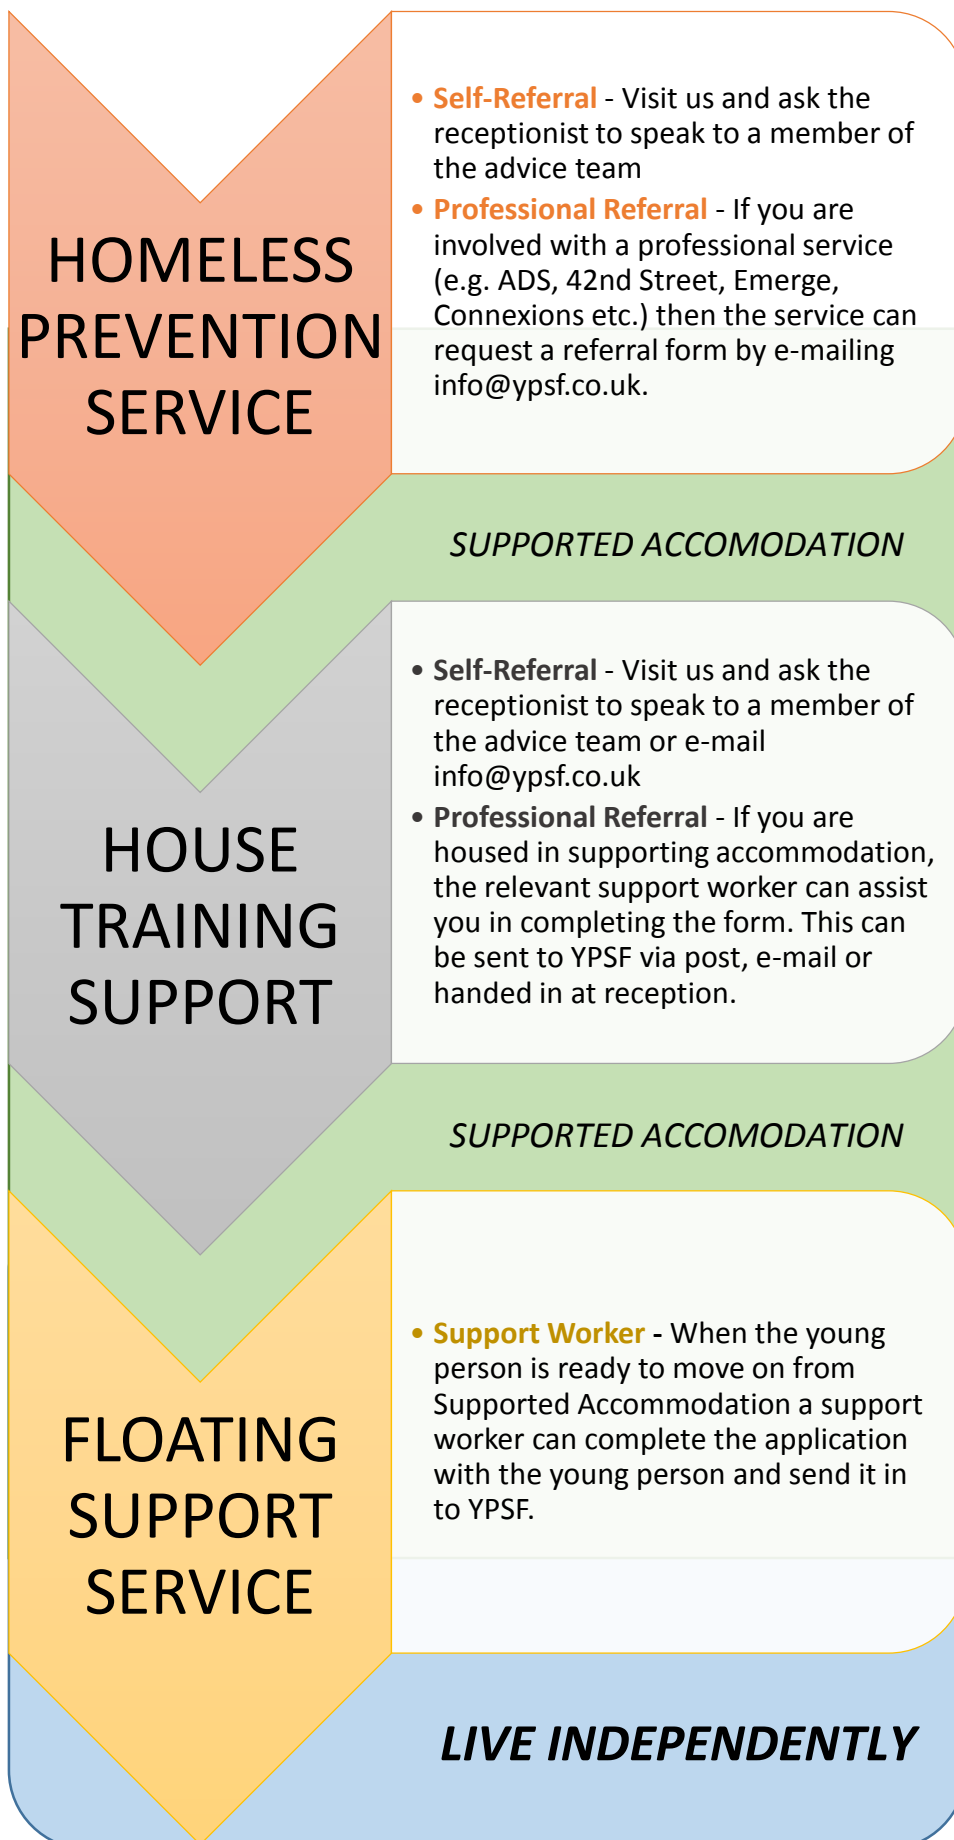 HOMELESS
PREVENTION
SERVICE
• Self-Referral - Visit us and ask the
receptionist to speak to a member of
the advice team
• Professional Referral - If you are
involved with a professional service
(e.g. ADS, 42nd Street, Emerge,
Connexions etc.) then the service can
request a referral form by e-mailing
info@ypsf.co.uk.
SUPPORTED ACCOMODATION
HOUSE
TRAINING
SUPPORT
• Self-Referral - Visit us and ask the
receptionist to speak to a member of
the advice team or e-mail
info@ypsf.co.uk
• Professional Referral - If you are
housed in supporting accommodation,
the relevant support worker can assist
you in completing the form. This can
be sent to YPSF via post, e-mail or
handed in at reception.
SUPPORTED ACCOMODATION
FLOATING
SUPPORT
SERVICE
• Support Worker - When the young
person is ready to move on from
Supported Accommodation a support
worker can complete the application
with the young person and send it in
to YPSF.
LIVE INDEPENDENTLY